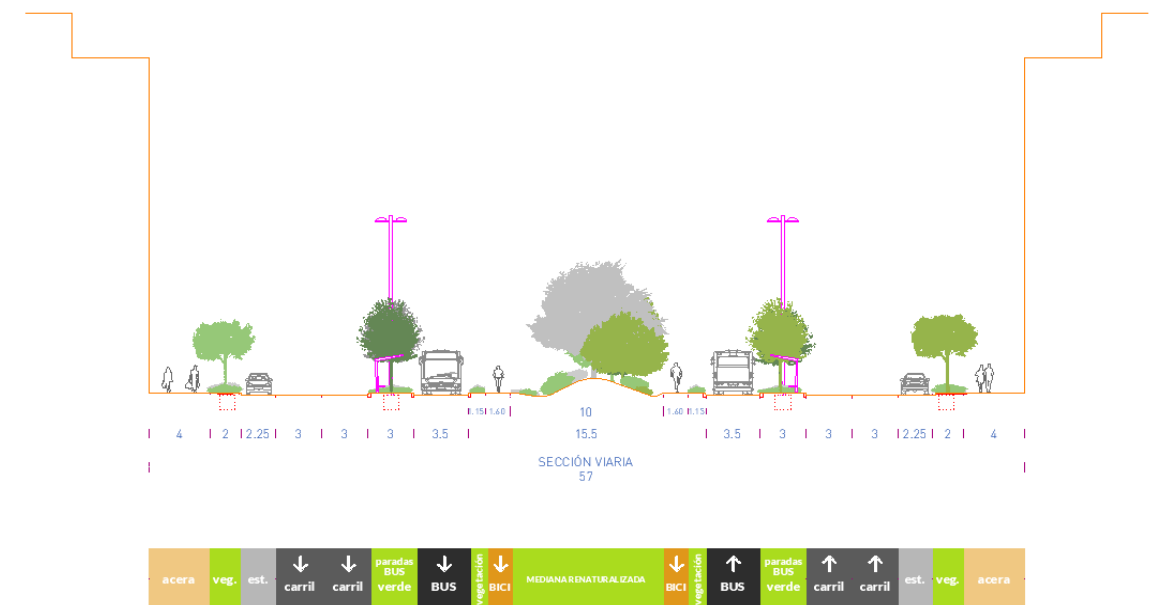 1.15 1.60 10 1.60 1.15
4 2 2.25 3 3 3 3.5 15.5 3.5 3 3 3 2.25 2 4
SECCIÓN VIARIA
57
acera veg. est. carril carril paradas BUS verde BUS vegetación BICI MEDIANA RENATURALIZADA BICI vegetación BUS paradas BUS verde carril carril est. veg. acera